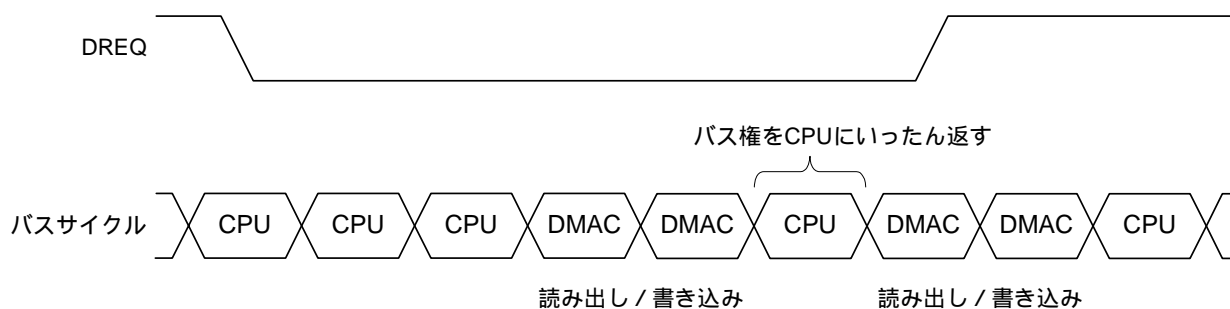 DREQ
バス権をCPUにいったん返す
バスサイクル CPU CPU CPU DMAC DMAC CPU DMAC DMAC CPU
読み出し / 書き込み 読み出し / 書き込み